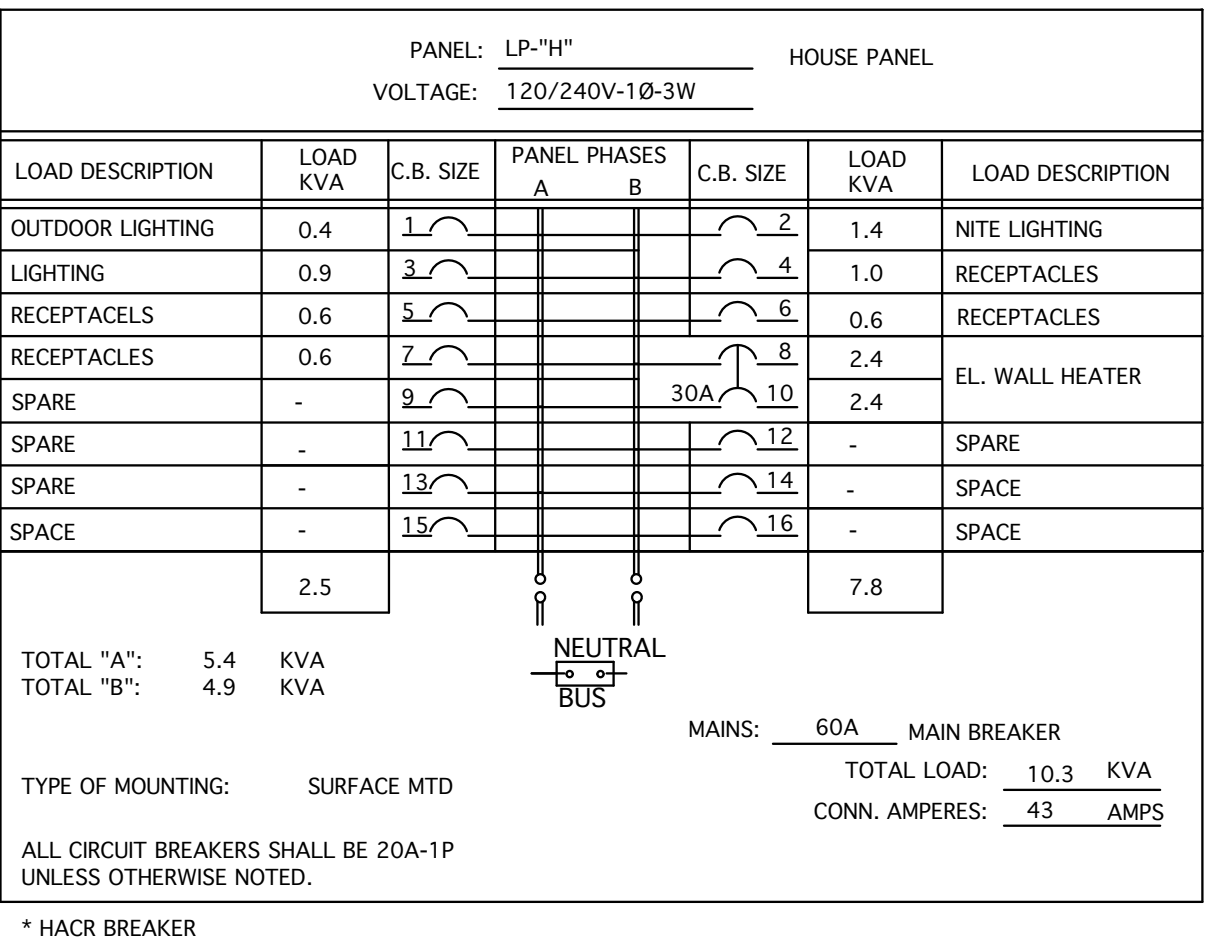 PANEL: LP-"H" HOUSE PANEL
VOLTAGE: 120/240V-1Ø-3W
LOAD DESCRIPTION LOAD KVA C.B. SIZE PANEL PHASES A B C.B. SIZE LOAD KVA LOAD DESCRIPTION
OUTDOOR LIGHTING 0.4 1 2 1.4 NITE LIGHTING
LIGHTING 0.9 3 4 1.0 RECEPTACLES
RECEPTACELS 0.6 5 6 0.6 RECEPTACLES
RECEPTACLES 0.6 7 8 2.4 EL. WALL HEATER
SPARE - 9 30A 10 2.4
SPARE - 11 12 - SPARE
SPARE - 13 14 - SPACE
SPACE - 15 16 - SPACE
2.5 7.8
NEUTRAL
BUS
TOTAL "A": 5.4 KVA
TOTAL "B": 4.9 KVA
MAINS: 60A MAIN BREAKER
TOTAL LOAD: 10.3 KVA
TYPE OF MOUNTING: SURFACE MTD
CONN. AMPERES: 43 AMPS
ALL CIRCUIT BREAKERS SHALL BE 20A-1P
UNLESS OTHERWISE NOTED.
* HACR BREAKER